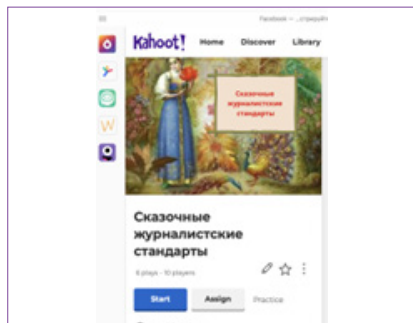 Facebook — ...
Kahoot! Home Discover Library
Сказочные
журналистские
стандарты
Сказочные
журналистские
стандарты
6 plays · 10 players
Start Assign Practice